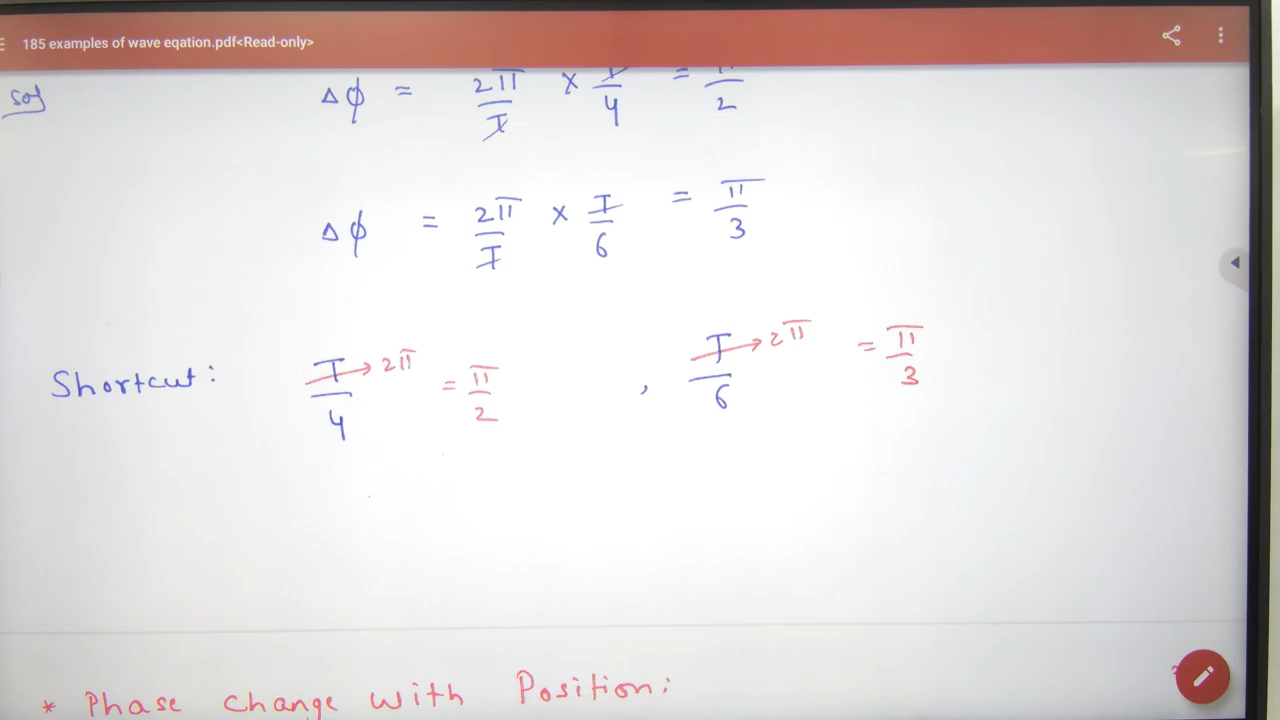 185 examples of wave eqation.pdf<Read-only>
Sol Δϕ = 2π/T × T/4 = π/2
Δϕ = 2π/T × T/6 = π/3
Shortcut: T/4 → 2π = π/2 , T/6 → 2π = π/3
* Phase change with Position: